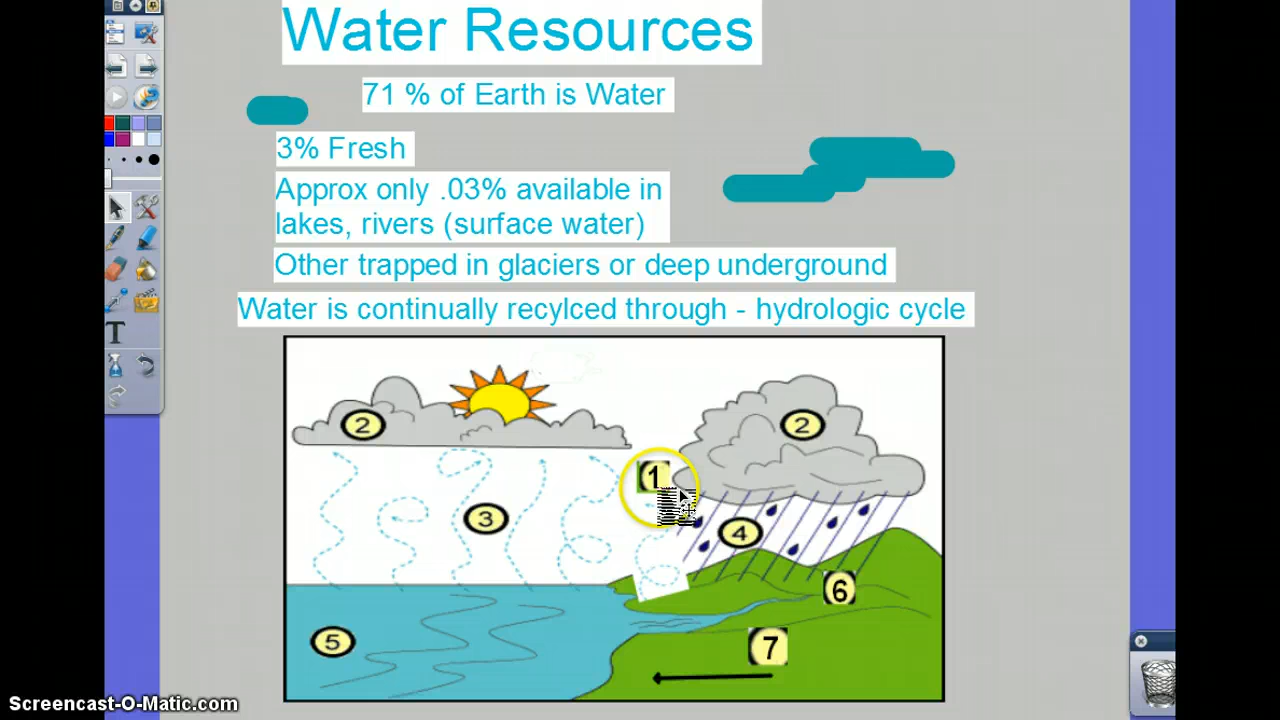 Water Resources
71 % of Earth is Water
3% Fresh
Approx only .03% available in
lakes, rivers (surface water)
Other trapped in glaciers or deep underground
Water is continually recylced through - hydrologic cycle
2
2
1
3
4
6
5
7
T
Screencast-O-Matic.com